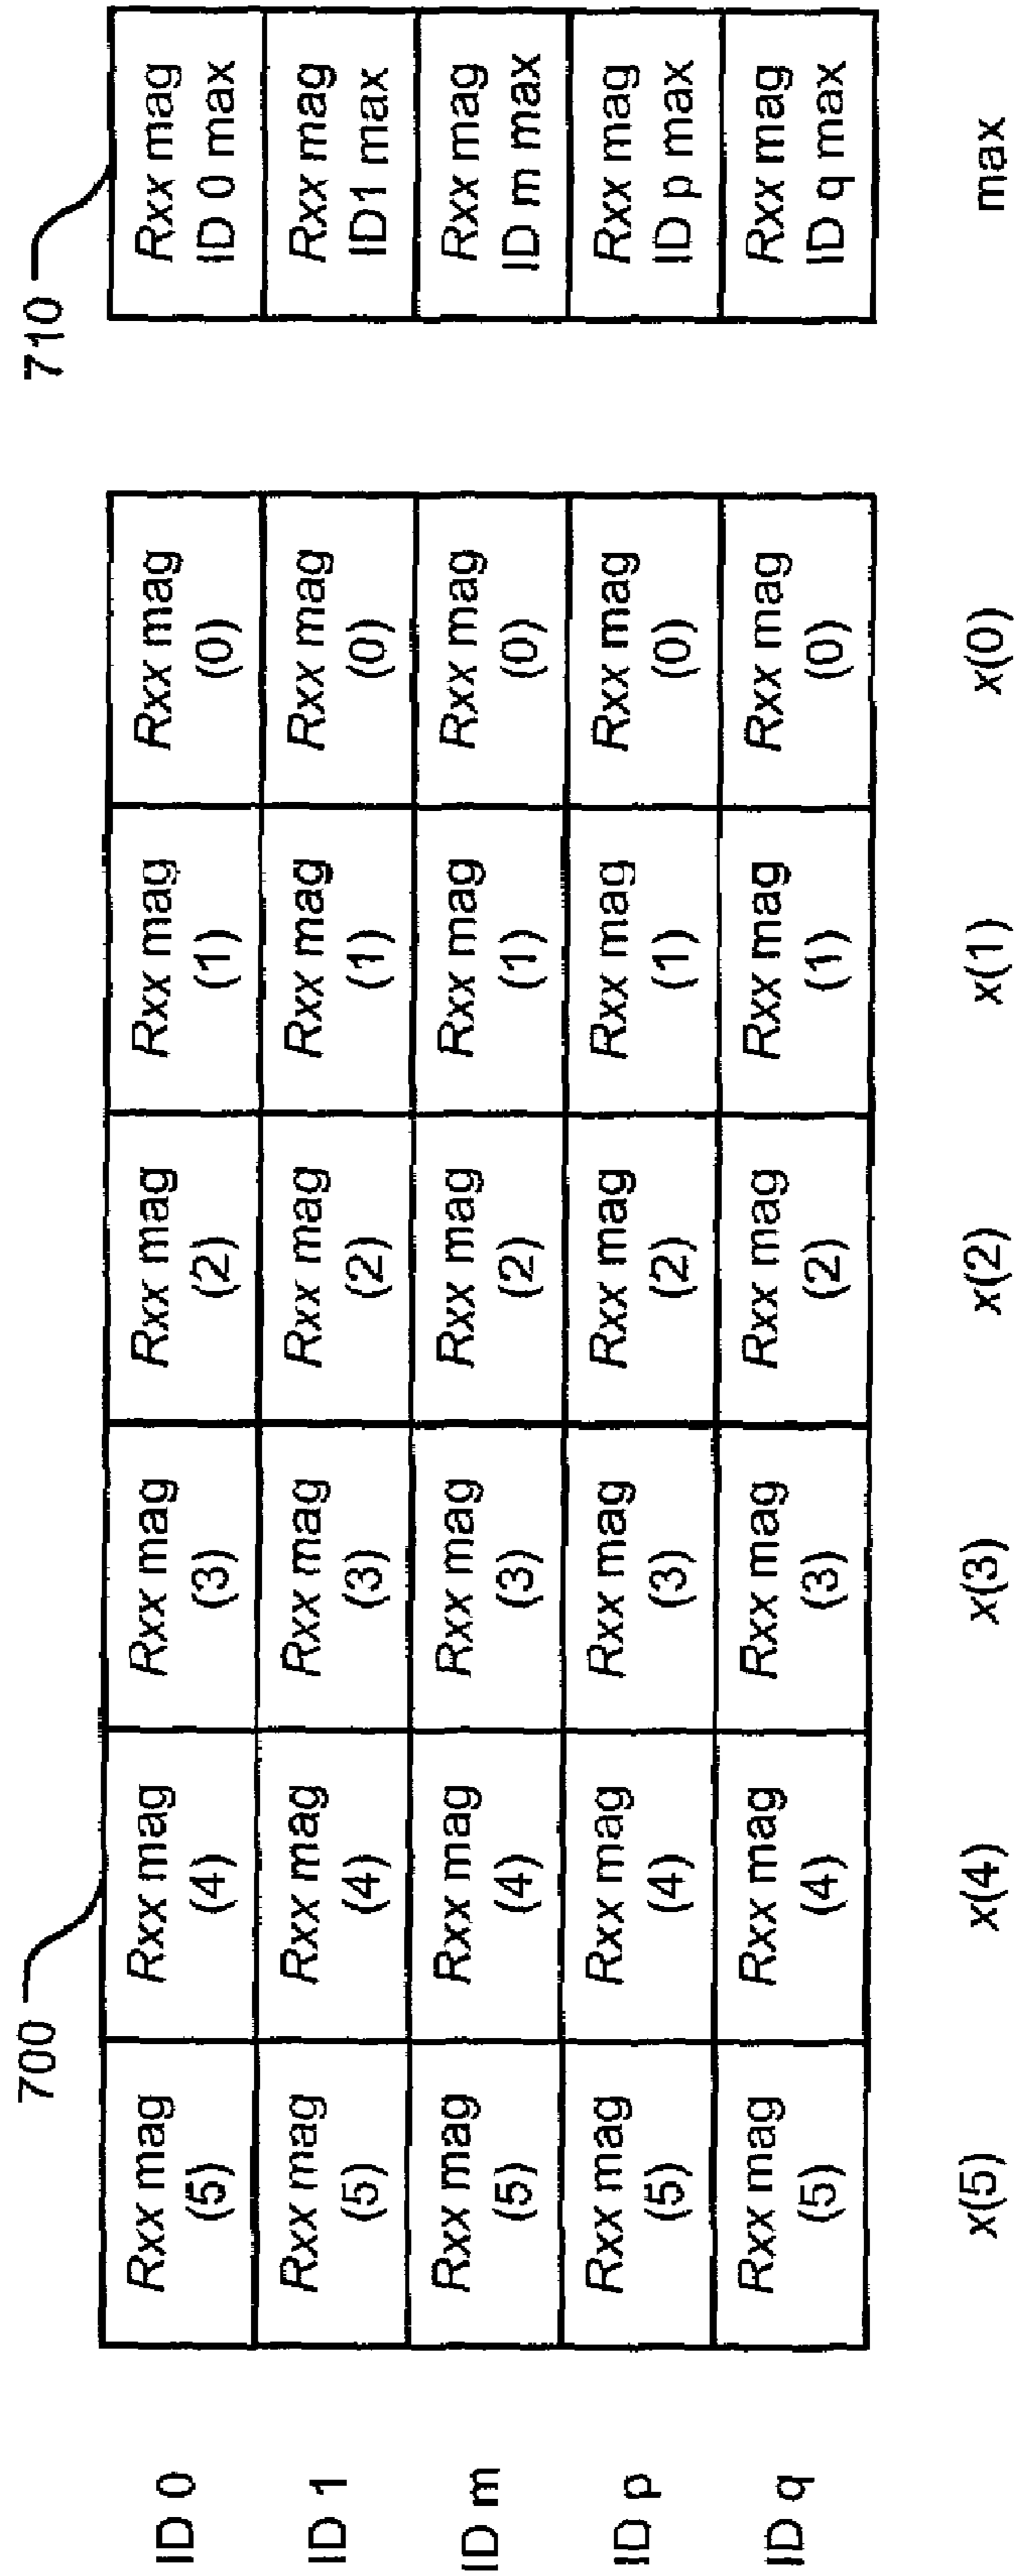 700
710
ID 0
Rxx mag
(5)
Rxx mag
(4)
Rxx mag
(3)
Rxx mag
(2)
Rxx mag
(1)
Rxx mag
(0)
Rxx mag
ID 0 max
ID 1
Rxx mag
(5)
Rxx mag
(4)
Rxx mag
(3)
Rxx mag
(2)
Rxx mag
(1)
Rxx mag
(0)
Rxx mag
ID1 max
ID m
Rxx mag
(5)
Rxx mag
(4)
Rxx mag
(3)
Rxx mag
(2)
Rxx mag
(1)
Rxx mag
(0)
Rxx mag
ID m max
ID p
Rxx mag
(5)
Rxx mag
(4)
Rxx mag
(3)
Rxx mag
(2)
Rxx mag
(1)
Rxx mag
(0)
Rxx mag
ID p max
ID q
Rxx mag
(5)
Rxx mag
(4)
Rxx mag
(3)
Rxx mag
(2)
Rxx mag
(1)
Rxx mag
(0)
Rxx mag
ID q max
x(5)
x(4)
x(3)
x(2)
x(1)
x(0)
max